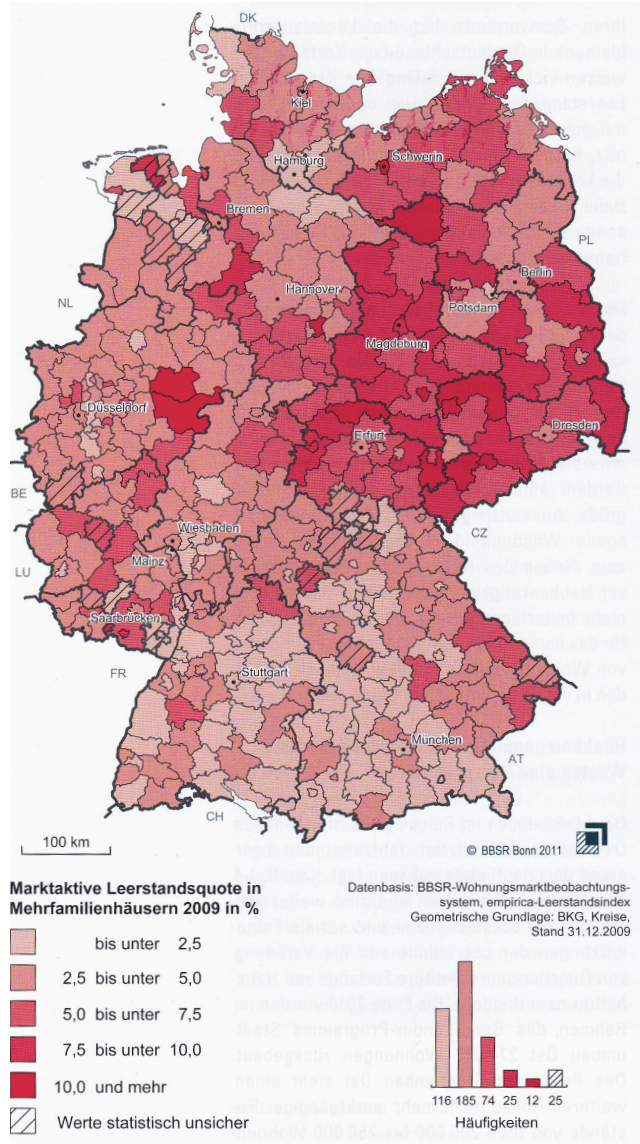 DK
Kiel
Hamburg
Schwerin
Bremen
PL
Berlin
Hannover
Potsdam
NL
Magdeburg
Düsseldorf
Dresden
Erfurt
BE
CZ
Wiesbaden
LU
Mainz
Saarbrücken
FR
Stuttgart
München
AT
CH
100 km
© BBSR Bonn 2011
Marktaktive Leerstandsquote in
Mehrfamilienhäusern 2009 in %
bis unter 2,5
2,5 bis unter 5,0
5,0 bis unter 7,5
7,5 bis unter 10,0
10,0 und mehr
Werte statistisch unsicher
Datenbasis: BBSR-Wohnungsmarktbeobachtungs-
system, empirica-Leerstandsindex
Geometrische Grundlage: BKG, Kreise,
Stand 31.12.2009
116 185 74 25 12 25
Häufigkeiten